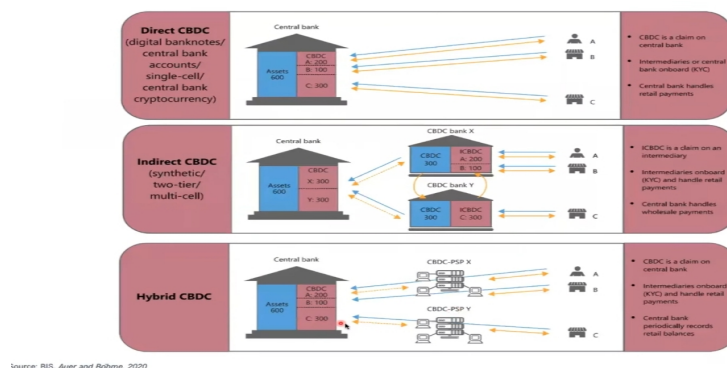 Direct CBDC
(digital banknotes/
central bank
accounts/
single-cell/
central bank
cryptocurrency)
Central bank
Assets
600
CBDC
A: 200
B: 100
C: 300
A
B
C
• CBDC is a claim on
central bank
• Intermediaries or central
bank onboard (KYC)
• Central bank handles
retail payments
Indirect CBDC
(synthetic/
two-tier/
multi-cell)
Central bank
Assets
600
CBDC
X: 300
Y: 300
CBDC bank X
CBDC
300
ICBDC
A: 200
B: 100
CBDC bank Y
CBDC
300
ICBDC
C: 300
A
B
C
• ICBDC is a claim on an
intermediary
• Intermediaries onboard
(KYC) and handle retail
payments
• Central bank handles
wholesale payments
Hybrid CBDC
Central bank
Assets
600
CBDC
A: 200
B: 100
C: 300
CBDC-PSP X
CBDC-PSP Y
A
B
C
• CBDC is a claim on
central bank
• Intermediaries onboard
(KYC) and handle retail
payments
• Central bank
periodically records
retail balances
Source: BIS, Auer and Böhme, 2020